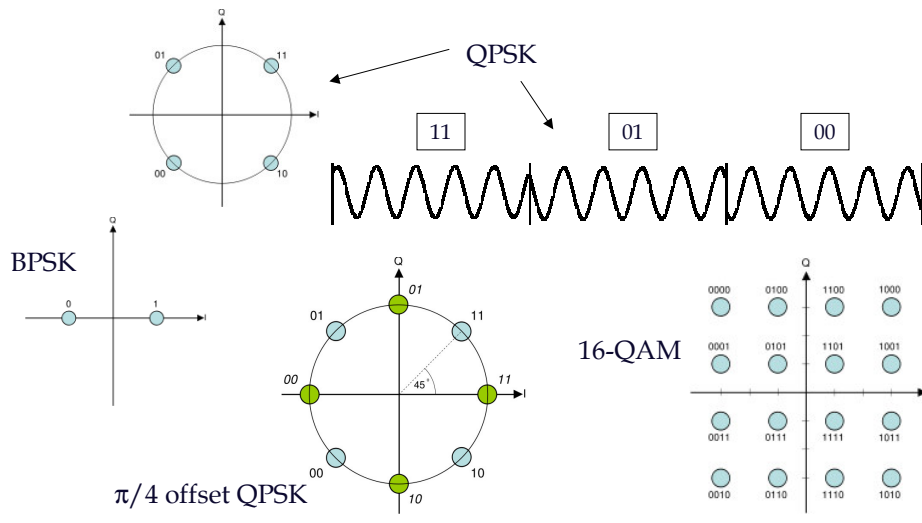 Q
01 11
I
00 10
QPSK
11 01 00
BPSK
Q
0 1
I
Q
01
01 11
00 45° 11 I
00 10
10
π/4 offset QPSK
16-QAM
Q
0000 0100 1100 1000
0001 0101 1101 1001
0011 0111 1111 1011
0010 0110 1110 1010